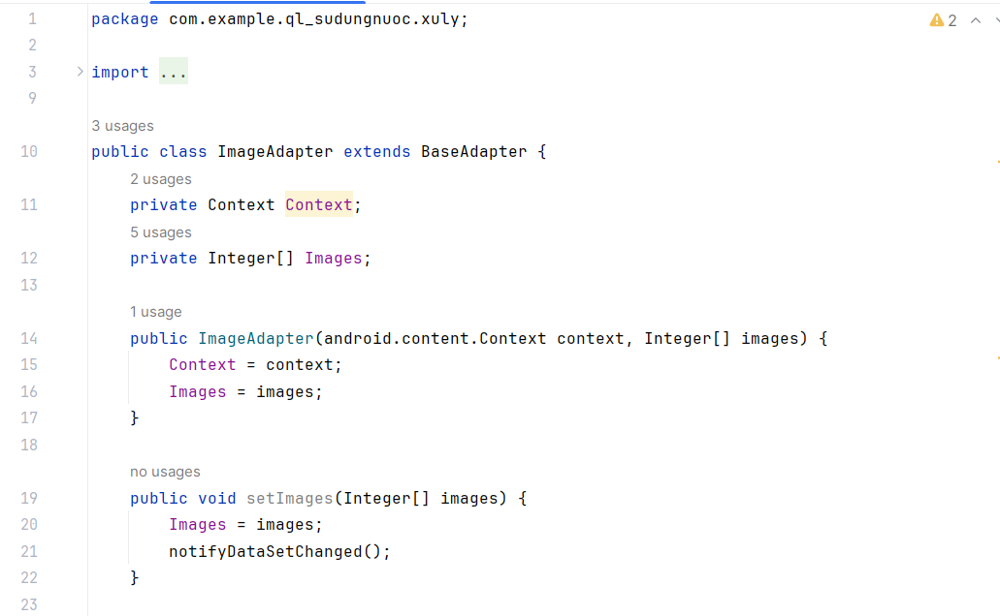 1 package com.example.ql_sudungnuoc.xuly;
2
2
3 import ...
9
3 usages
10 public class ImageAdapter extends BaseAdapter {
2 usages
11 private Context Context;
5 usages
12 private Integer[] Images;
13
1 usage
14 public ImageAdapter(android.content.Context context, Integer[] images) {
15 Context = context;
16 Images = images;
17 }
18
no usages
19 public void setImages(Integer[] images) {
20 Images = images;
21 notifyDataSetChanged();
22 }
23